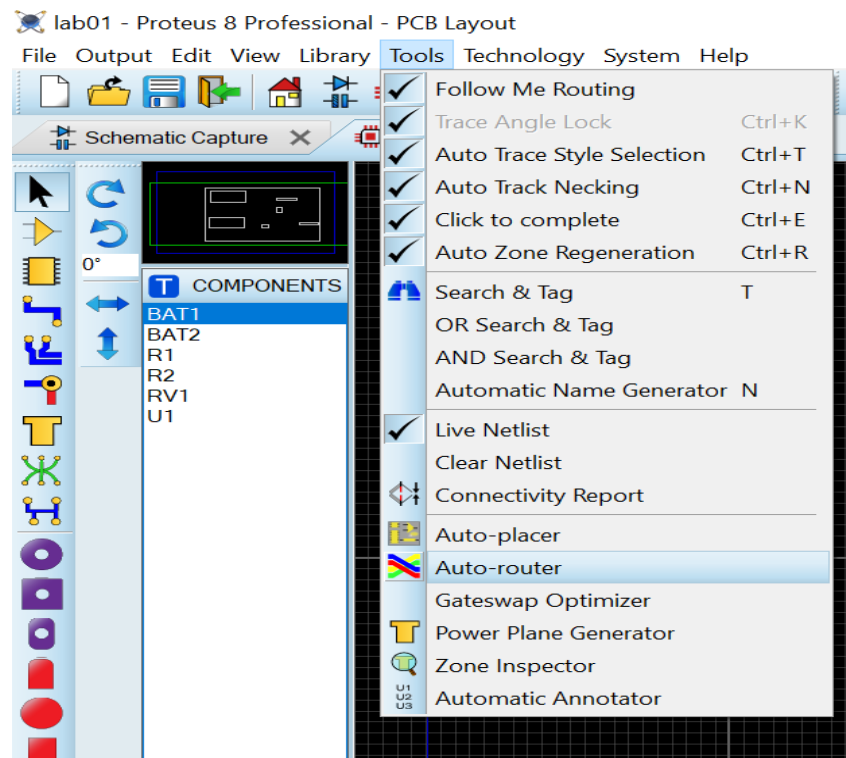 lab01 - Proteus 8 Professional - PCB Layout
File Output Edit View Library Tools Technology System Help
Schematic Capture
Follow Me Routing
Trace Angle Lock Ctrl+K
Auto Trace Style Selection Ctrl+T
Auto Track Necking Ctrl+N
Click to complete Ctrl+E
Auto Zone Regeneration Ctrl+R
Search & Tag T
OR Search & Tag
AND Search & Tag
Automatic Name Generator N
Live Netlist
Clear Netlist
Connectivity Report
Auto-placer
Auto-router
Gateswap Optimizer
Power Plane Generator
Zone Inspector
U1
U2
U3
Automatic Annotator
0°
T COMPONENTS
BAT1
BAT2
R1
R2
RV1
U1